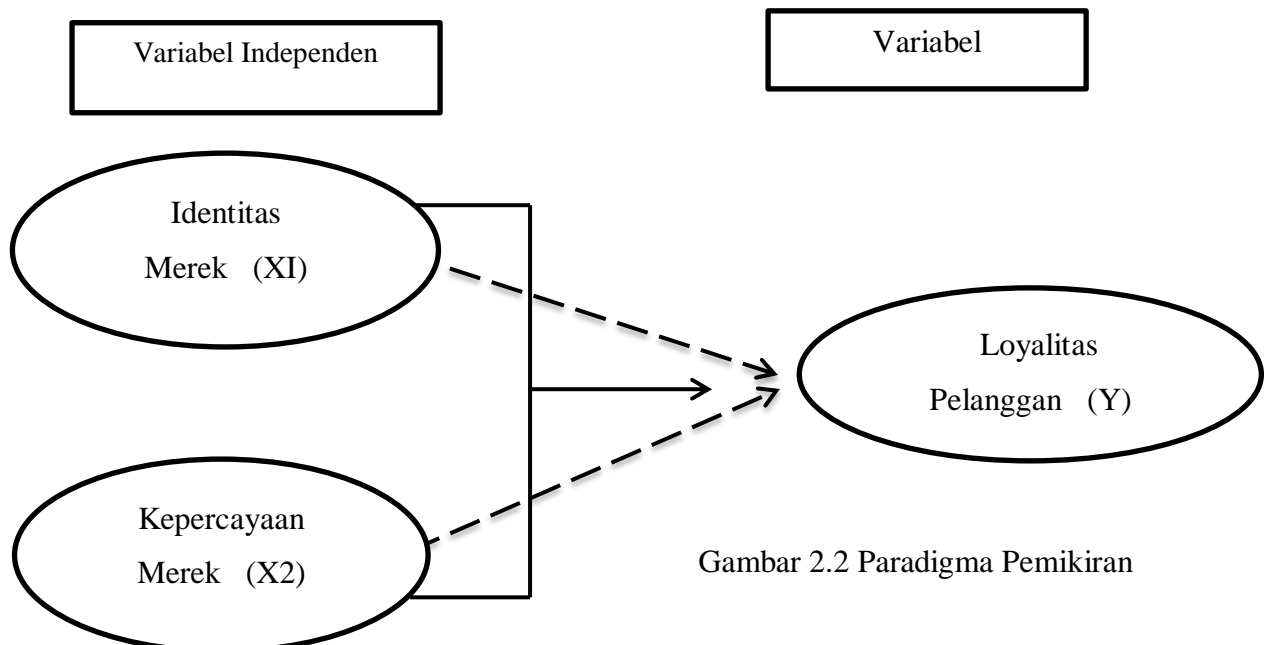 Variabel Independen
Variabel
Identitas
Merek (XI)
Loyalitas
Pelanggan (Y)
Kepercayaan
Merek (X2)
Gambar 2.2 Paradigma Pemikiran